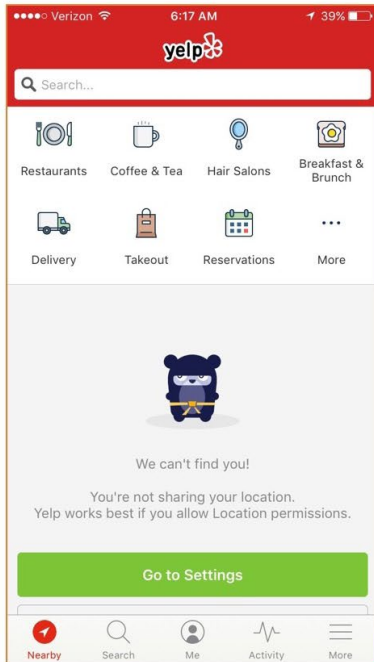 Verizon 6:17 AM 39%
yelp
Search...
Restaurants Coffee & Tea Hair Salons Breakfast & Brunch
Delivery Takeout Reservations More
We can't find you!
You're not sharing your location.
Yelp works best if you allow Location permissions.
Go to Settings
Nearby Search Me Activity More